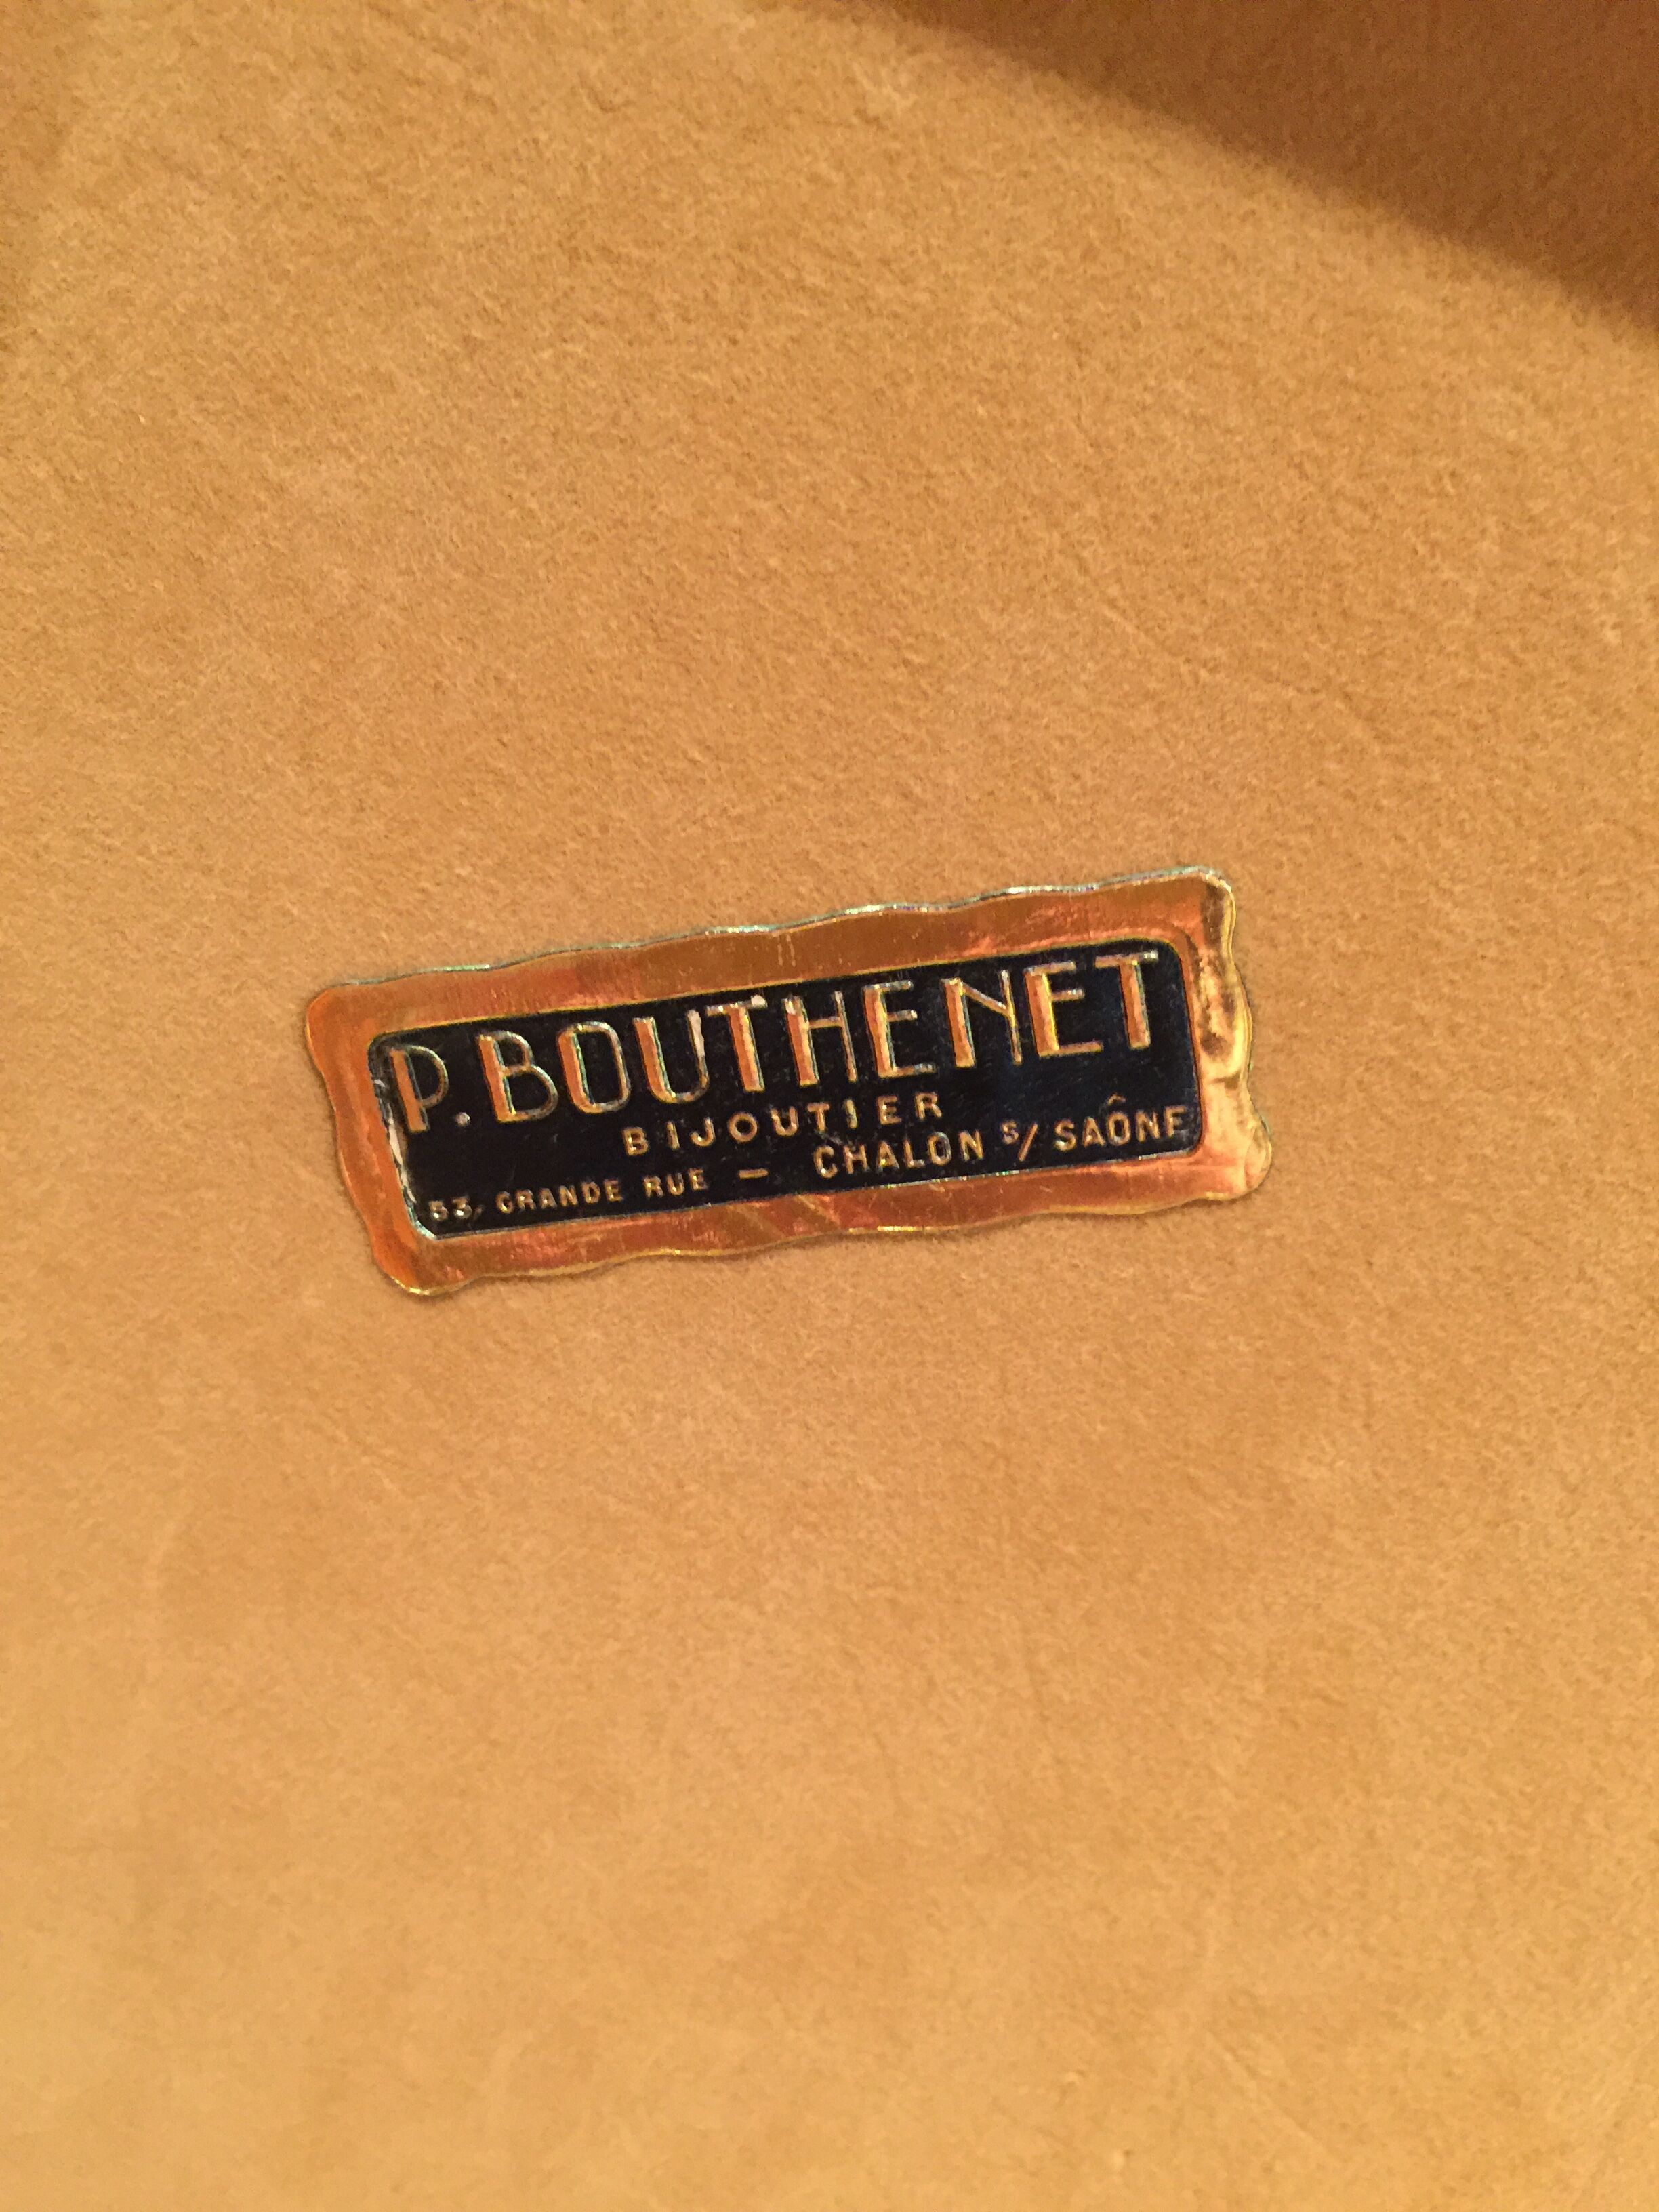 P. BOUTHENET
BIJOUTIER
53, GRANDE RUE — CHALON S/ SAÔNE